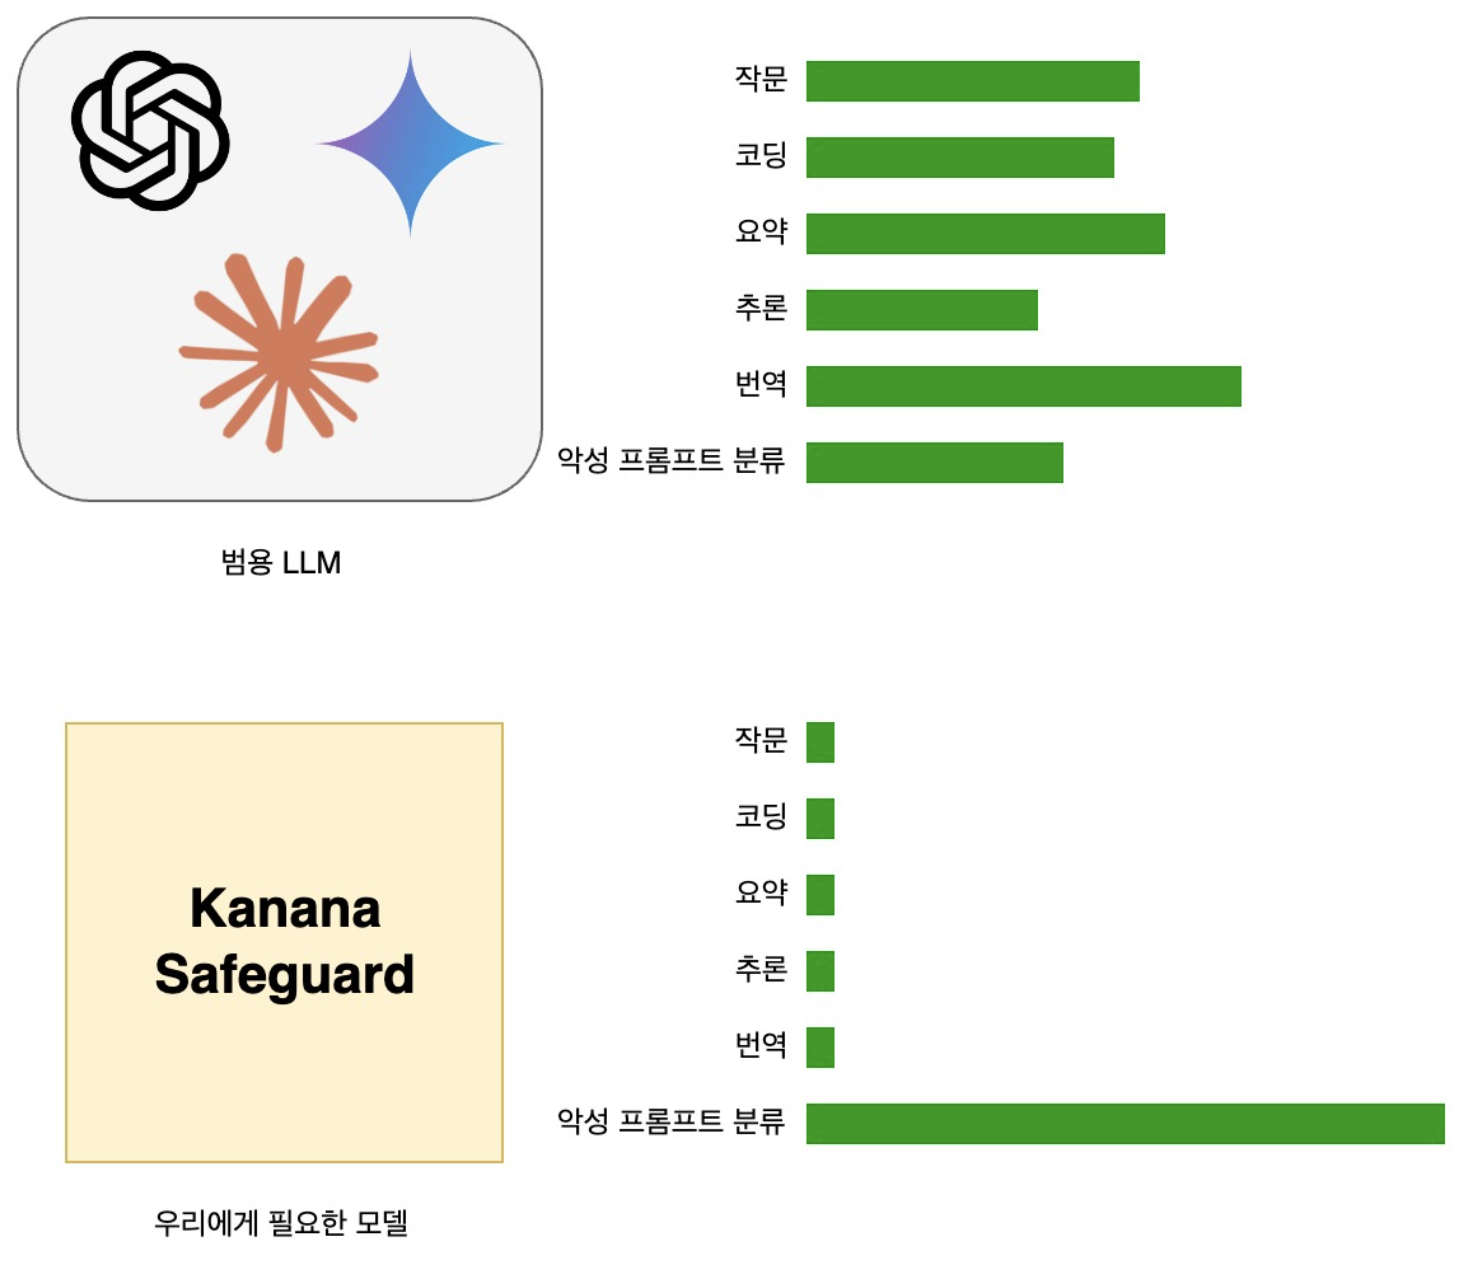 작문
코딩
요약
추론
번역
악성 프롬프트 분류
범용 LLM
Kanana
Safeguard
작문
코딩
요약
추론
번역
악성 프롬프트 분류
우리에게 필요한 모델